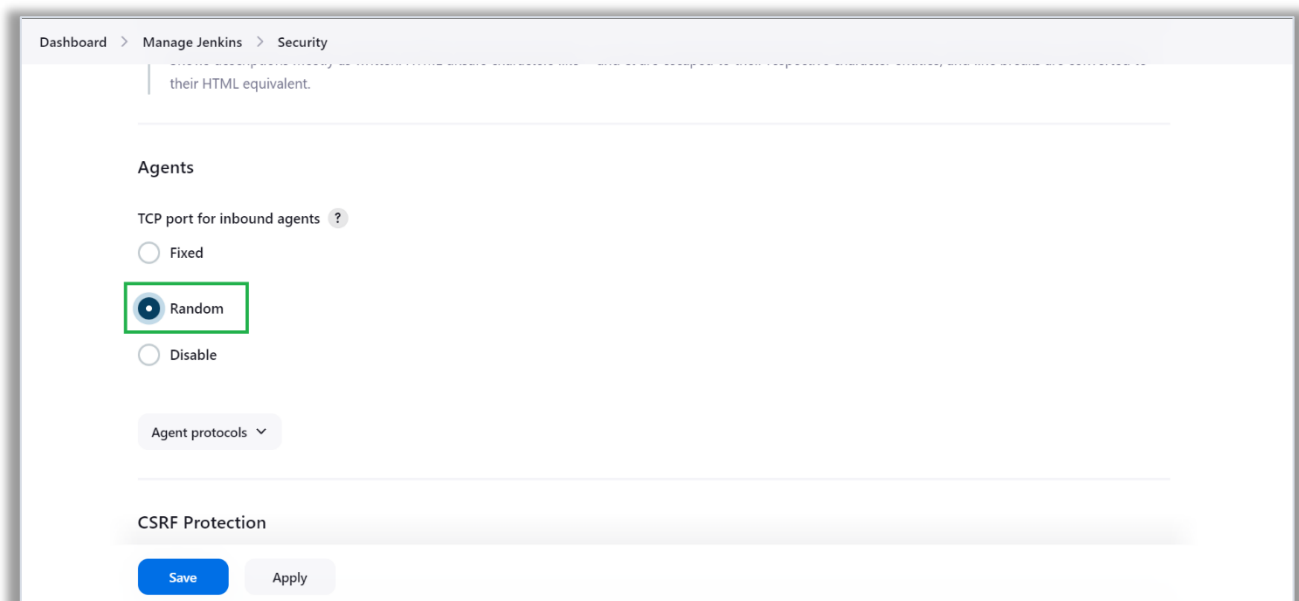 Dashboard > Manage Jenkins > Security
their HTML equivalent.
Agents
TCP port for inbound agents ?
Fixed
Random
Disable
Agent protocols
CSRF Protection
Save Apply